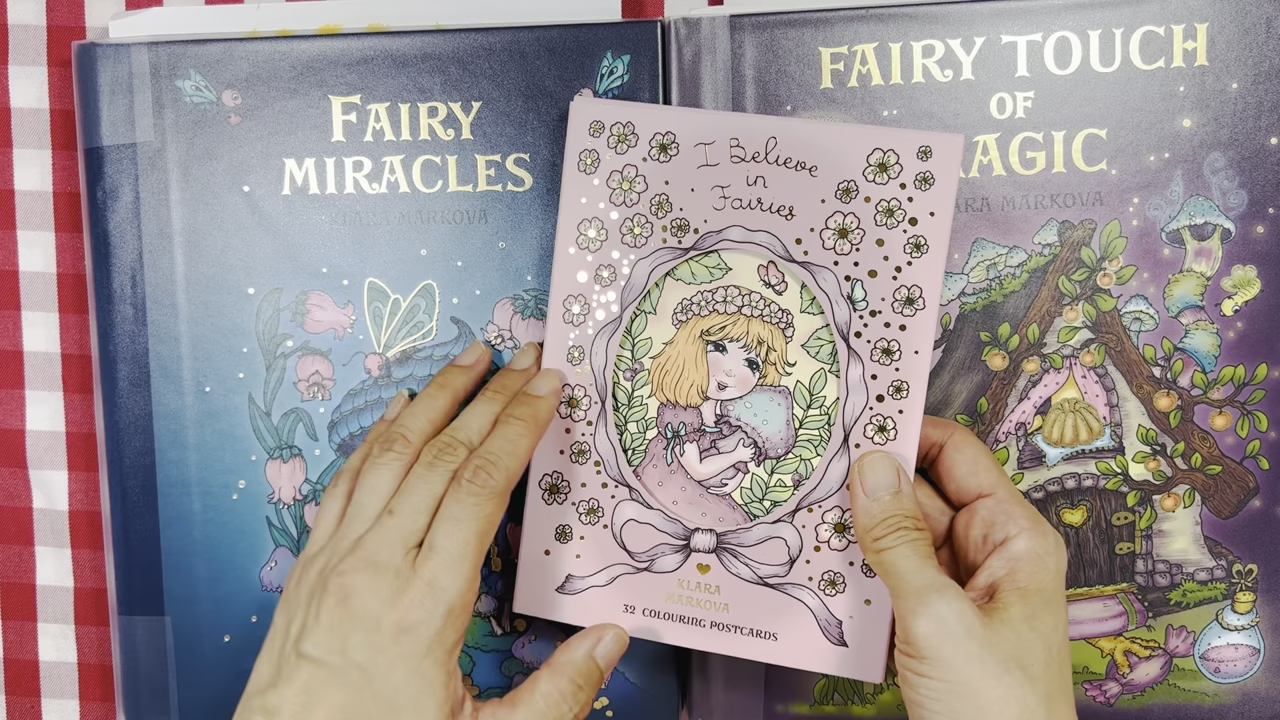 FAIRY
MIRACLES
KLARA MARKOVA
FAIRY TOUCH
OF
AGIC
ARA MARKOVA
I Believe
in
Fairies
KLARA
MARKOVA
32 COLOURING POSTCARDS